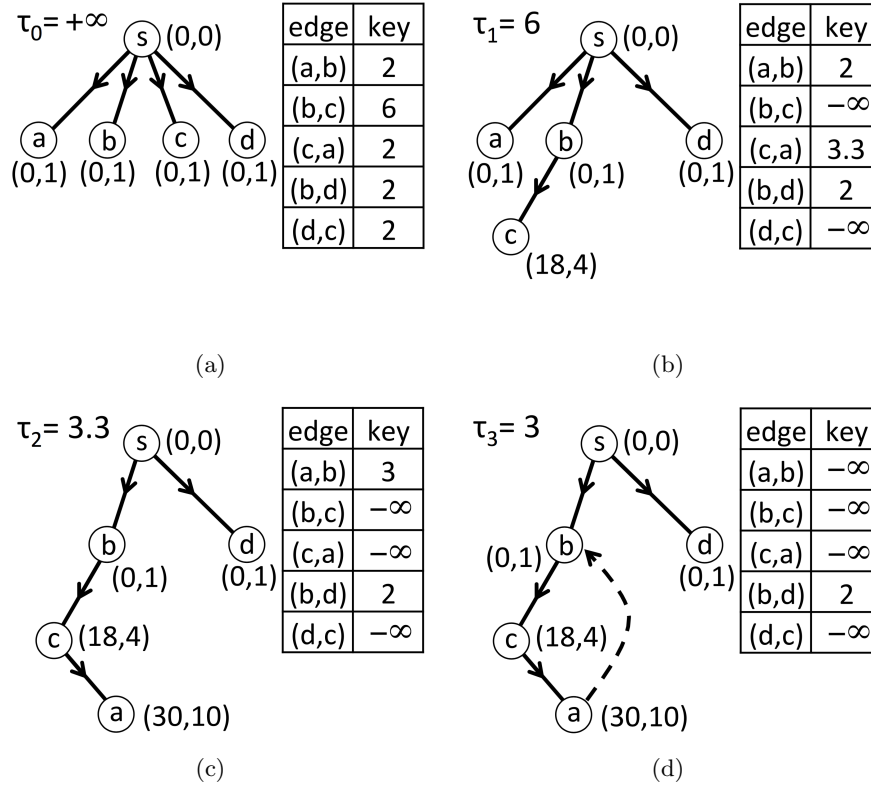 τ₀= +∞
s (0,0)
a b c d
(0,1) (0,1) (0,1) (0,1)
edge key
(a,b) 2
(b,c) 6
(c,a) 2
(b,d) 2
(d,c) 2
(a)
τ₁= 6
s (0,0)
a b d
(0,1) (0,1) (0,1)
c
(18,4)
edge key
(a,b) 2
(b,c) −∞
(c,a) 3.3
(b,d) 2
(d,c) −∞
(b)
τ₂= 3.3
s (0,0)
b d
(0,1) (0,1)
c (18,4)
a (30,10)
edge key
(a,b) 3
(b,c) −∞
(c,a) −∞
(b,d) 2
(d,c) −∞
(c)
τ₃= 3
s (0,0)
(0,1) b d
(0,1)
c (18,4)
a (30,10)
edge key
(a,b) −∞
(b,c) −∞
(c,a) −∞
(b,d) 2
(d,c) −∞
(d)